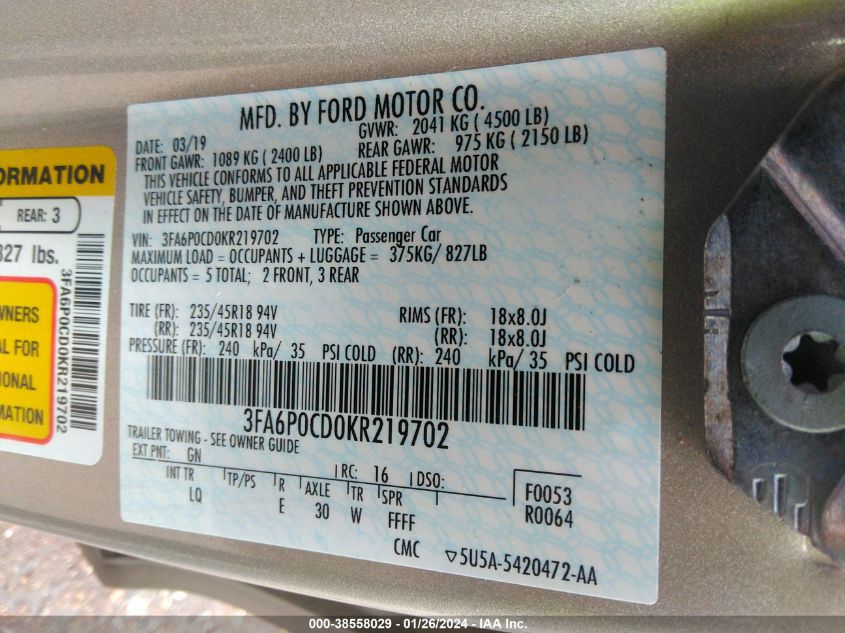 ORMATION
REAR: 3
327 lbs.
3FA6P0CD0KR219702
WNERS
AL FOR
IONAL
MATION
MFD. BY FORD MOTOR CO.
DATE: 03/19 GVWR: 2041 KG ( 4500 LB)
FRONT GAWR: 1089 KG ( 2400 LB) REAR GAWR: 975 KG ( 2150 LB)
THIS VEHICLE CONFORMS TO ALL APPLICABLE FEDERAL MOTOR
VEHICLE SAFETY, BUMPER, AND THEFT PREVENTION STANDARDS
IN EFFECT ON THE DATE OF MANUFACTURE SHOWN ABOVE.
VIN: 3FA6P0CD0KR219702 TYPE: Passenger Car
MAXIMUM LOAD = OCCUPANTS + LUGGAGE = 375KG/ 827LB
OCCUPANTS = 5 TOTAL; 2 FRONT, 3 REAR
TIRE (FR): 235/45R18 94V RIMS (FR): 18x8.0J
(RR): 235/45R18 94V (RR): 18x8.0J
PRESSURE (FR): 240 kPa/ 35 PSI COLD (RR): 240 kPa/ 35 PSI COLD
3FA6P0CD0KR219702
TRAILER TOWING - SEE OWNER GUIDE
EXT PNT: GN RC: 16 DSO:
INT TR TP/PS R AXLE TR SPR F0053
LQ E 30 W FFFF R0064
CMC ▽5U5A-5420472-AA
000-38558029 - 01/26/2024 - IAA Inc.